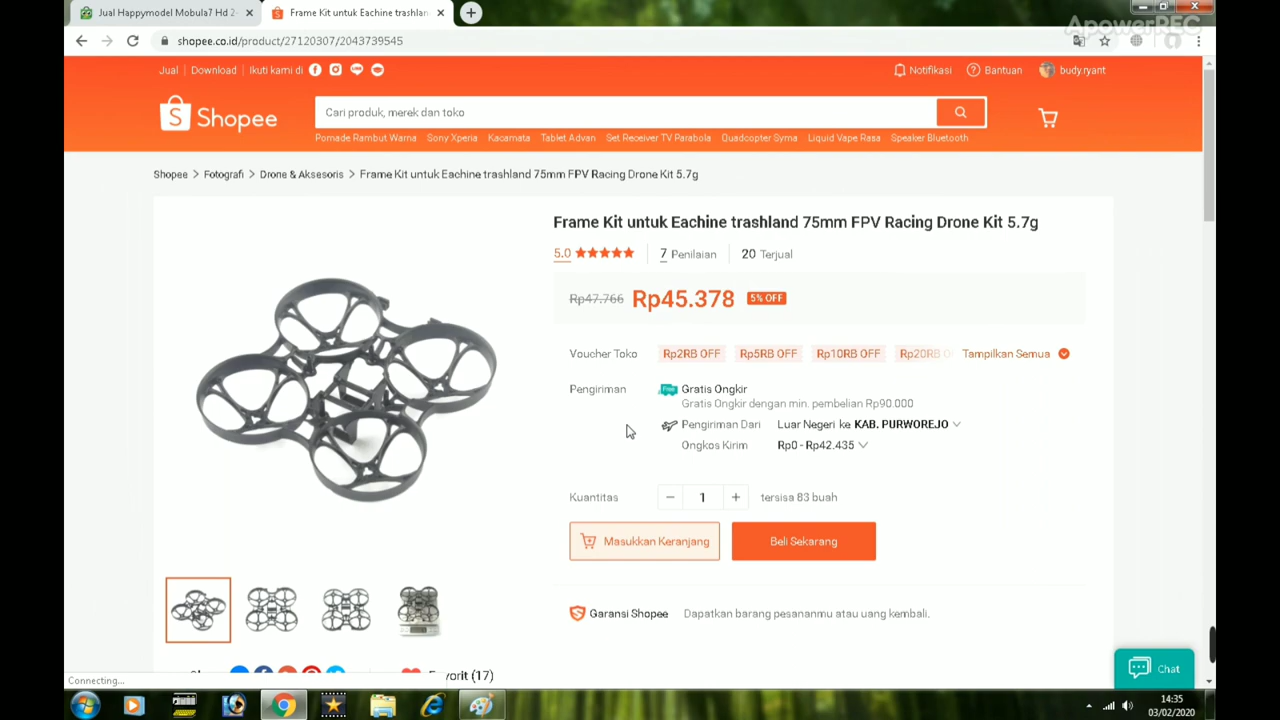 Jual Happymodel Mobula7 Hd 2
Frame Kit untuk Eachine trashlan
ApowerREC
shopee.co.id/product/27120307/2043739545
Jual Download Ikuti kami di
Notifikasi Bantuan budy.ryant
Shopee
Cari produk, merek dan toko
Pomade Rambut Warna Sony Xperia Kacamata Tablet Advan Set Receiver TV Parabola Quadcopter Syma Liquid Vape Rasa Speaker Bluetooth
Shopee > Fotografi > Drone & Aksesoris > Frame Kit untuk Eachine trashland 75mm FPV Racing Drone Kit 5.7g
Frame Kit untuk Eachine trashland 75mm FPV Racing Drone Kit 5.7g
5.0 7 Penilaian 20 Terjual
Rp47.766 Rp45.378 5% OFF
Voucher Toko Rp2RB OFF Rp5RB OFF Rp10RB OFF Rp20RB O Tampilkan Semua
Pengiriman Free Gratis Ongkir
Gratis Ongkir dengan min. pembelian Rp90.000
Pengiriman Dari Luar Negeri ke KAB. PURWOREJO
Ongkos Kirim Rp0 - Rp42.435
Kuantitas − 1 + tersisa 83 buah
Masukkan Keranjang Beli Sekarang
Garansi Shopee Dapatkan barang pesananmu atau uang kembali.
(17)
Chat
Connecting...
14:35
03/02/2020